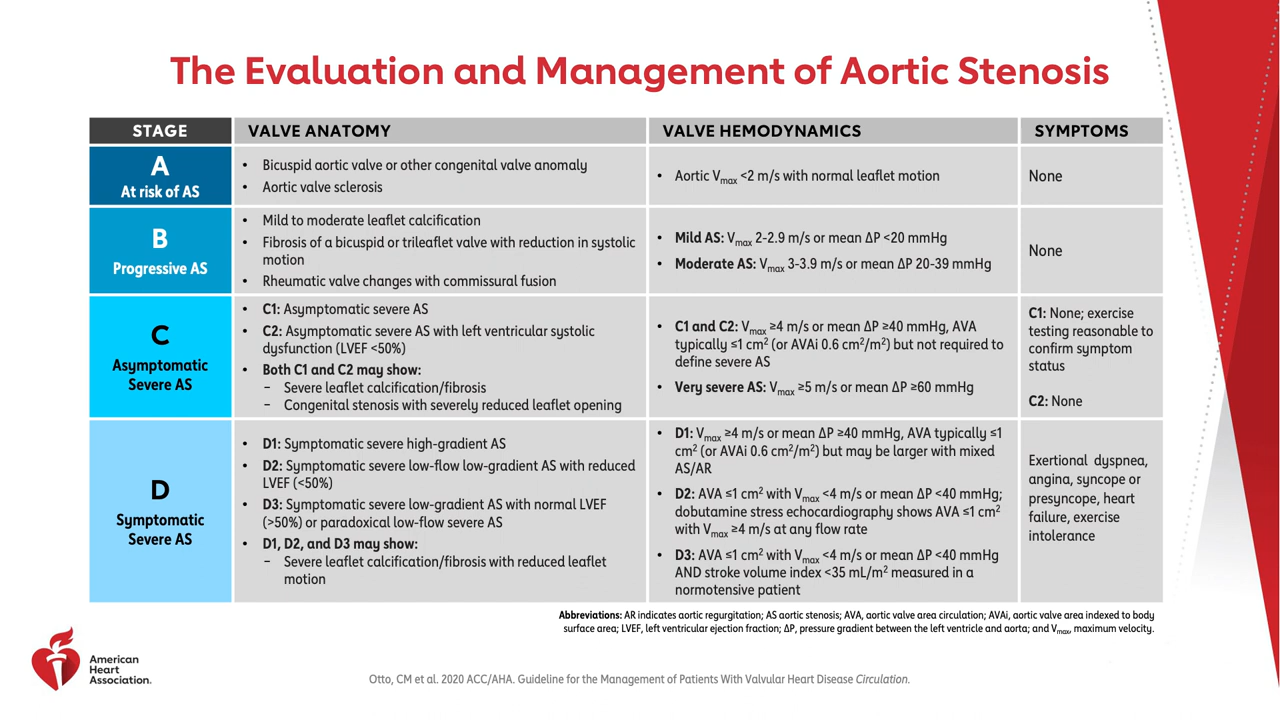 The Evaluation and Management of Aortic Stenosis
STAGE
VALVE ANATOMY
VALVE HEMODYNAMICS
SYMPTOMS
A
At risk of AS
• Bicuspid aortic valve or other congenital valve anomaly
• Aortic valve sclerosis
• Aortic Vmax <2 m/s with normal leaflet motion
None
B
Progressive AS
• Mild to moderate leaflet calcification
• Fibrosis of a bicuspid or trileaflet valve with reduction in systolic
motion
• Rheumatic valve changes with commissural fusion
• Mild AS: Vmax 2-2.9 m/s or mean ΔP <20 mmHg
• Moderate AS: Vmax 3-3.9 m/s or mean ΔP 20-39 mmHg
None
C
Asymptomatic
Severe AS
• C1: Asymptomatic severe AS
• C2: Asymptomatic severe AS with left ventricular systolic
dysfunction (LVEF <50%)
• Both C1 and C2 may show:
– Severe leaflet calcification/fibrosis
– Congenital stenosis with severely reduced leaflet opening
• C1 and C2: Vmax ≥4 m/s or mean ΔP ≥40 mmHg, AVA
typically ≤1 cm² (or AVAi 0.6 cm²/m²) but not required to
define severe AS
• Very severe AS: Vmax ≥5 m/s or mean ΔP ≥60 mmHg
C1: None; exercise
testing reasonable to
confirm symptom
status
C2: None
D
Symptomatic
Severe AS
• D1: Symptomatic severe high-gradient AS
• D2: Symptomatic severe low-flow low-gradient AS with reduced
LVEF (<50%)
• D3: Symptomatic severe low-gradient AS with normal LVEF
(>50%) or paradoxical low-flow severe AS
• D1, D2, and D3 may show:
– Severe leaflet calcification/fibrosis with reduced leaflet
motion
• D1: Vmax ≥4 m/s or mean ΔP ≥40 mmHg, AVA typically ≤1
cm² (or AVAi 0.6 cm²/m²) but may be larger with mixed
AS/AR
• D2: AVA ≤1 cm² with Vmax <4 m/s or mean ΔP <40 mmHg;
dobutamine stress echocardiography shows AVA ≤1 cm²
with Vmax ≥4 m/s at any flow rate
• D3: AVA ≤1 cm² with Vmax <4 m/s or mean ΔP <40 mmHg
AND stroke volume index <35 mL/m² measured in a
normotensive patient
Exertional dyspnea,
angina, syncope or
presyncope, heart
failure, exercise
intolerance
Abbreviations: AR indicates aortic regurgitation; AS aortic stenosis; AVA, aortic valve area circulation; AVAi, aortic valve area indexed to body
surface area; LVEF, left ventricular ejection fraction; ΔP, pressure gradient between the left ventricle and aorta; and Vmax, maximum velocity.
American
Heart
Association.
Otto, CM et al. 2020 ACC/AHA. Guideline for the Management of Patients With Valvular Heart Disease Circulation.